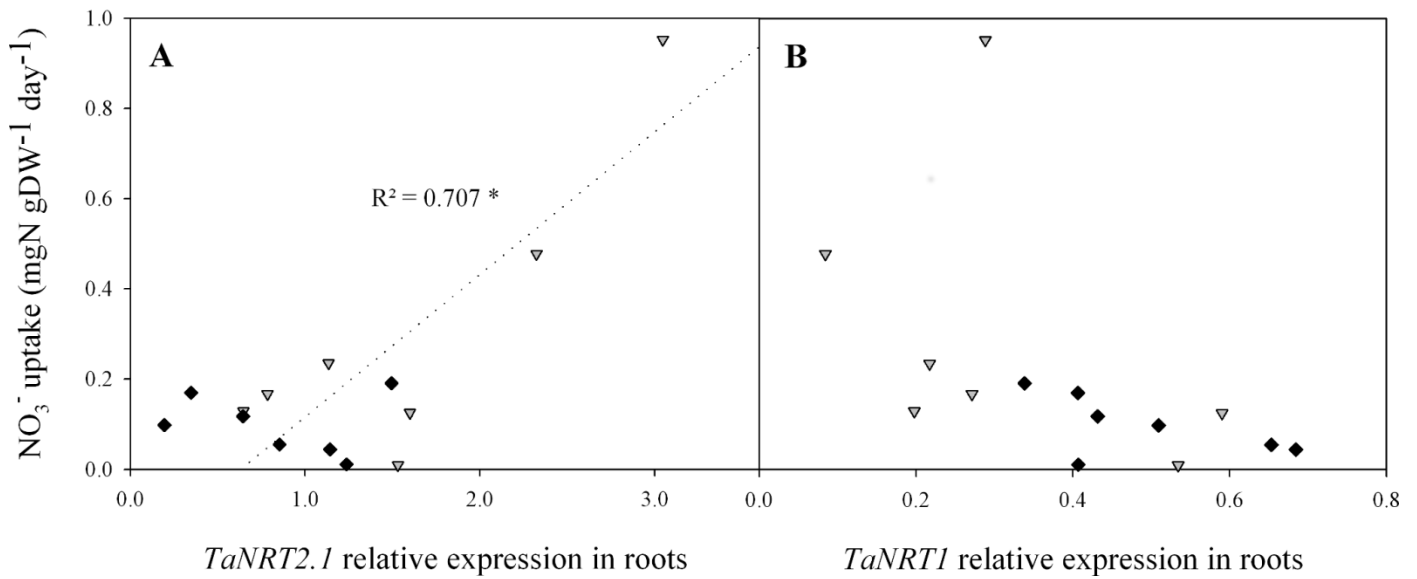 NO₃⁻ uptake (mgN gDW⁻¹ day⁻¹)
1.0
0.8
0.6
0.4
0.2
0.0
A
R² = 0.707 *
B
0.0
1.0
2.0
3.0
0.0
0.2
0.4
0.6
0.8
TaNRT2.1 relative expression in roots
TaNRT1 relative expression in roots